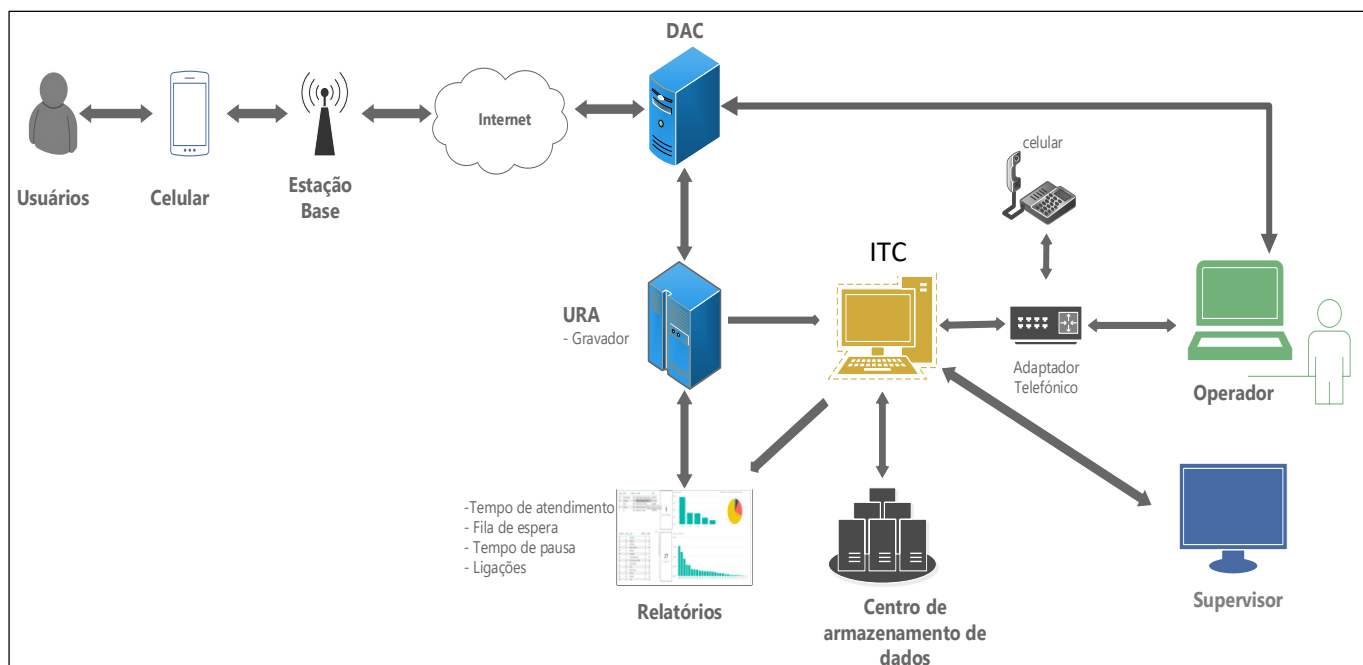 DAC
Internet
Usuários
Celular
Estação
Base
celular
ITC
URA
- Gravador
Adaptador
Telefónico
Operador
-Tempo de atendimento
- Fila de espera
- Tempo de pausa
- Ligações
Relatórios
Centro de
armazenamento de
dados
Supervisor